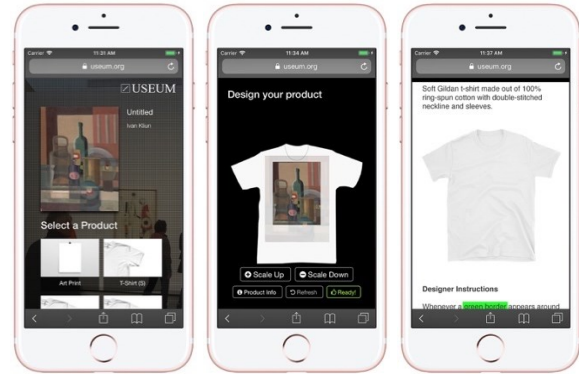 Carrier 11:31 AM
useum.org
USEUM
Untitled
Ivan Kliun
Select a Product
Art Print
T-Shirt (S)
Carrier 11:34 AM
useum.org
Design your product
Scale Up
Scale Down
Product Info
Refresh
Ready!
Carrier 11:37 AM
useum.org
Soft Gildan t-shirt made out of 100%
ring-spun cotton with double-stitched
neckline and sleeves.
Designer Instructions
Whenever a green border appears around